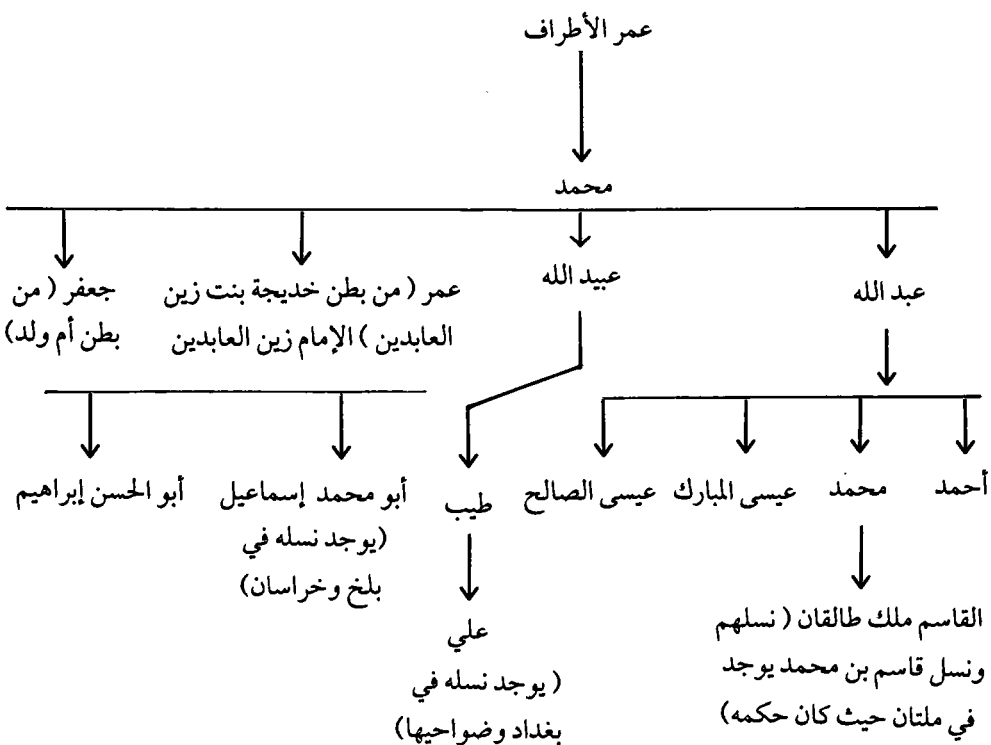 عمر الأطراف
محمد
عبد الله
عبيد الله
عمر ( من بطن خديجة بنت زين
العابدين ) الإمام زين العابدين
جعفر ( من
بطن أم ولد)
أحمد
محمد
عيسى المبارك
عيسى الصالح
طيب
أبو محمد إسماعيل
(يوجد نسله في
بلخ وخراسان)
أبو الحسن إبراهيم
القاسم ملك طالقان ( نسلهم
ونسل قاسم بن محمد يوجد
في ملتان حيث كان حكمه)
علي
( يوجد نسله في
بغداد وضواحيها)